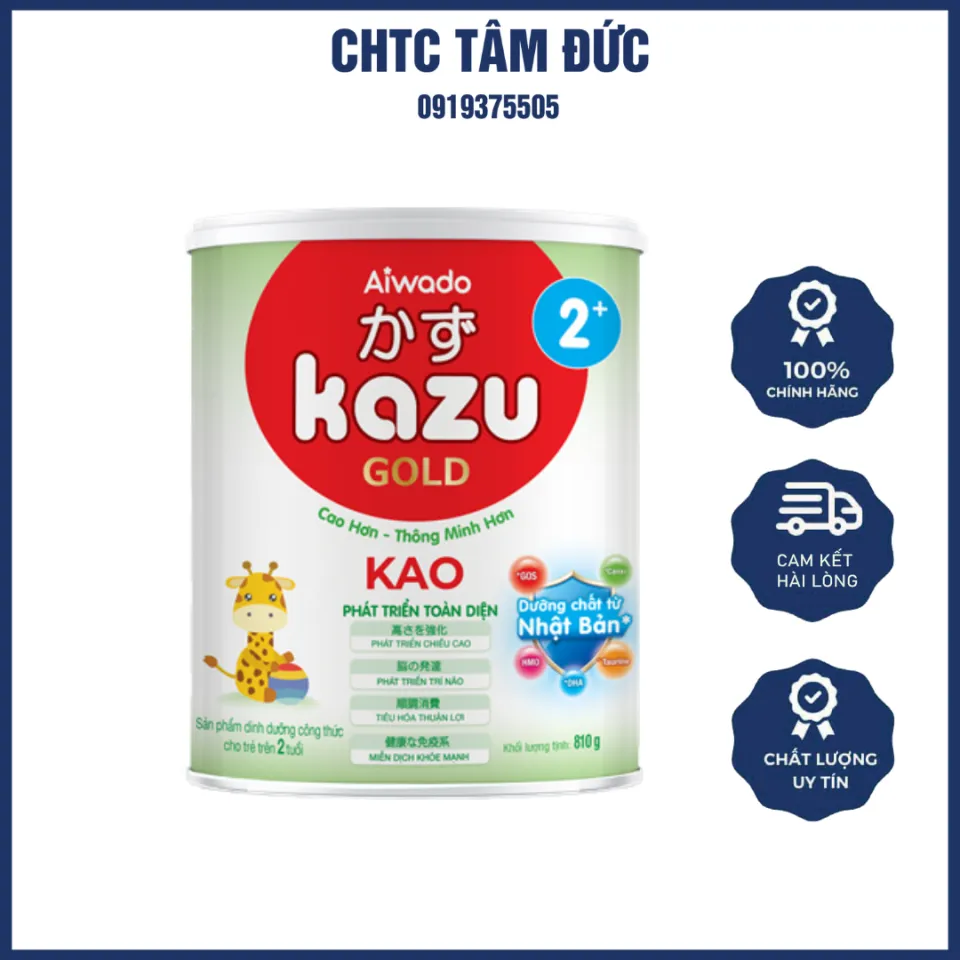 CHTC TÂM ĐỨC
0919375505
Aiwado
かず
kazu
GOLD
2+
Cao Hơn - Thông Minh Hơn
KAO
PHÁT TRIỂN TOÀN DIỆN
高さを強化
PHÁT TRIỂN CHIỀU CAO
脳の発達
PHÁT TRIỂN TRÍ NÃO
順調消費
TIÊU HÓA THUẬN LỢI
健康な免疫系
MIỄN DỊCH KHỎE MẠNH
*GOS
Dưỡng chất từ
Nhật Bản*
HMO
Taurine
*DHA
Sản phẩm dinh dưỡng công thức
cho trẻ trên 2 tuổi
Khối lượng tịnh: 810 g
100%
CHÍNH HÃNG
CAM KẾT
HÀI LÒNG
CHẤT LƯỢNG
UY TÍN